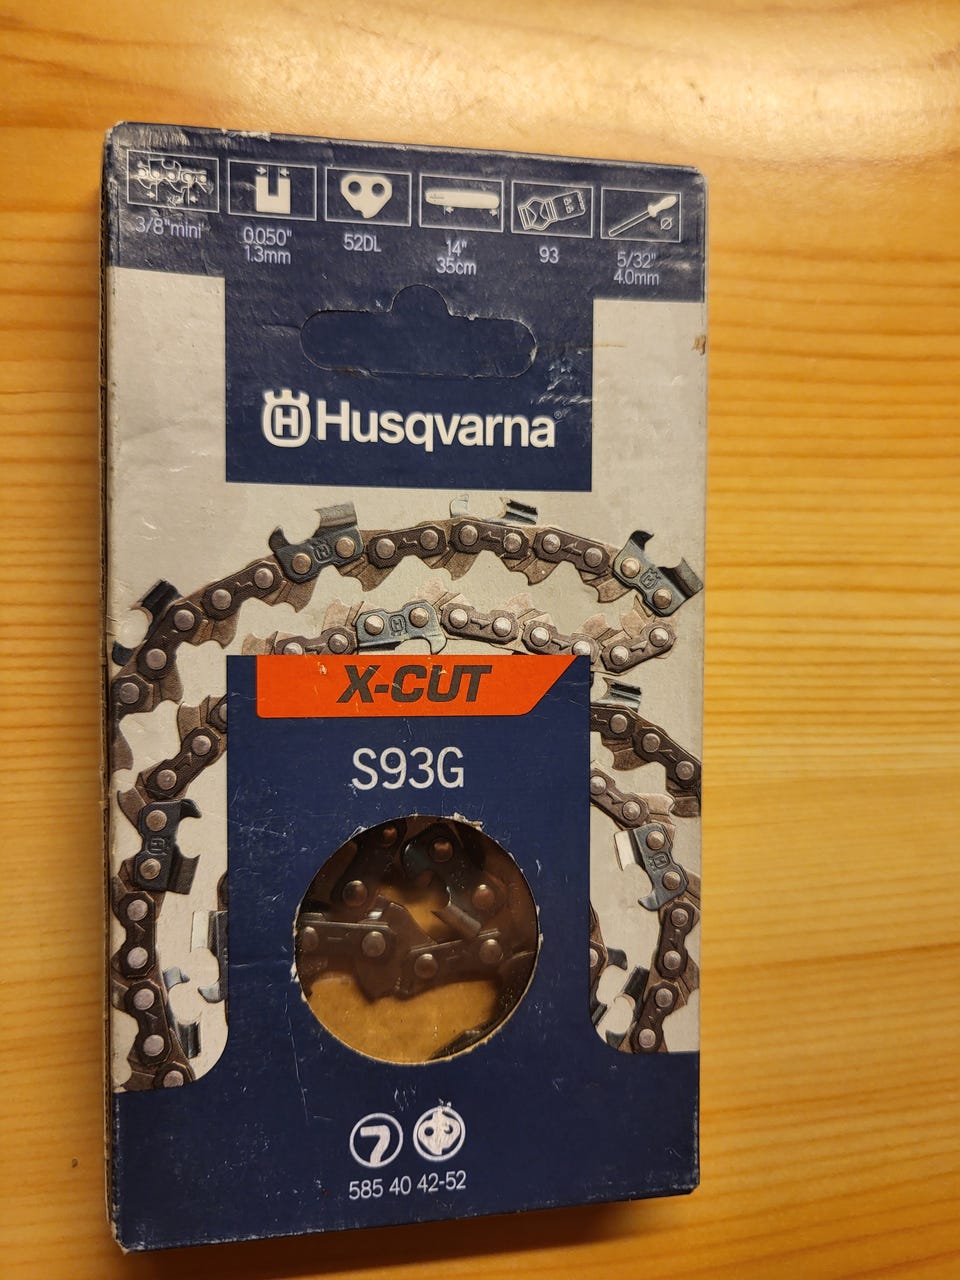 3/8"mini
0.050"
1.3mm
52DL
14"
35cm
93
5/32"
4.0mm
Husqvarna
X-CUT
S93G
7
585 40 42-52